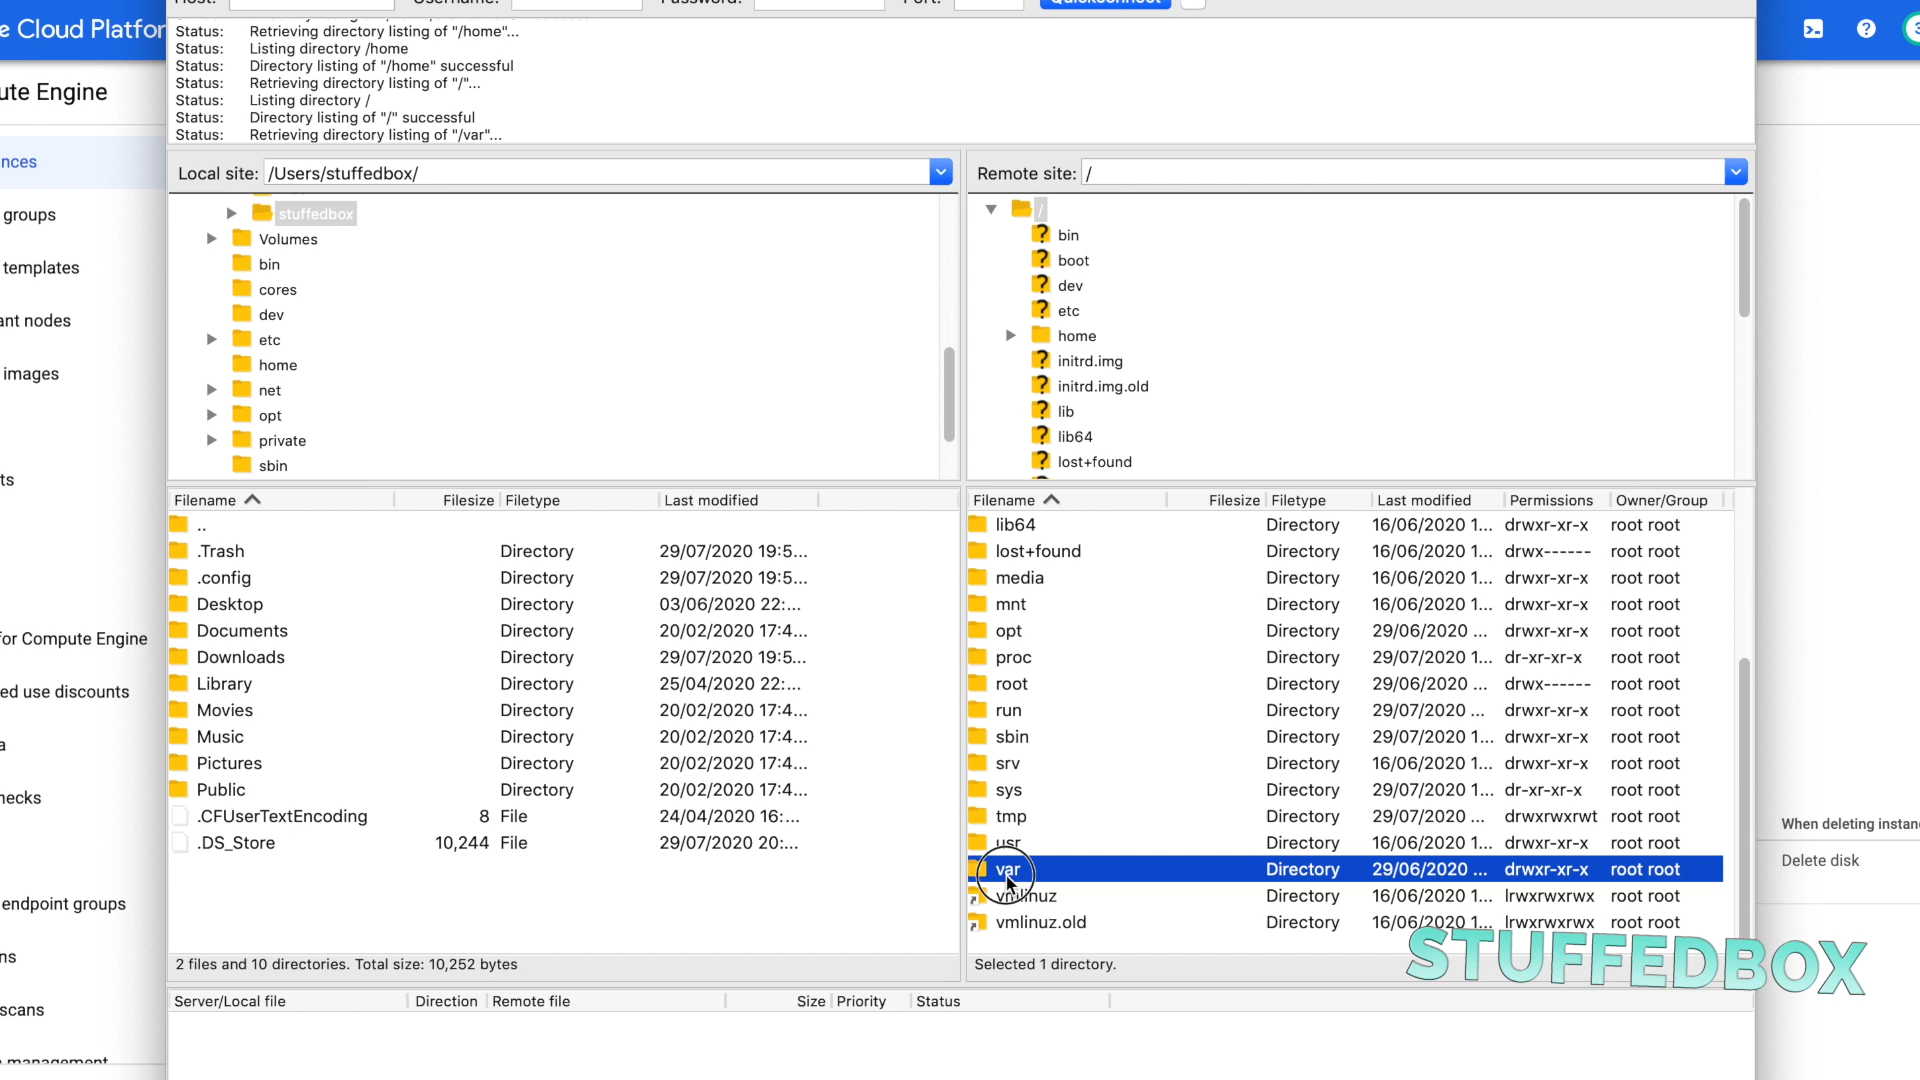 e Cloud Platfor
ute Engine
nces
groups
templates
ant nodes
images
ts
for Compute Engine
ed use discounts
a
hecks
endpoint groups
ns
scans
management
Host: Username: Password: Port: Quickconnect
Status: Retrieving directory listing of "/home"...
Status: Listing directory /home
Status: Directory listing of "/home" successful
Status: Retrieving directory listing of "/"...
Status: Listing directory /
Status: Directory listing of "/" successful
Status: Retrieving directory listing of "/var"...
Local site: /Users/stuffedbox/
stuffedbox
Volumes
bin
cores
dev
etc
home
net
opt
private
sbin
Remote site: /
/
bin
boot
dev
etc
home
initrd.img
initrd.img.old
lib
lib64
lost+found
Filename Filesize Filetype Last modified
..
.Trash Directory 29/07/2020 19:5...
.config Directory 29/07/2020 19:5...
Desktop Directory 03/06/2020 22:...
Documents Directory 20/02/2020 17:4...
Downloads Directory 29/07/2020 19:5...
Library Directory 25/04/2020 22:...
Movies Directory 20/02/2020 17:4...
Music Directory 20/02/2020 17:4...
Pictures Directory 20/02/2020 17:4...
Public Directory 20/02/2020 17:4...
.CFUserTextEncoding 8 File 24/04/2020 16:...
.DS_Store 10,244 File 29/07/2020 20:...
2 files and 10 directories. Total size: 10,252 bytes
Filename Filesize Filetype Last modified Permissions Owner/Group
lib64 Directory 16/06/2020 1... drwxr-xr-x root root
lost+found Directory 16/06/2020 1... drwx------ root root
media Directory 16/06/2020 1... drwxr-xr-x root root
mnt Directory 16/06/2020 1... drwxr-xr-x root root
opt Directory 29/06/2020 ... drwxr-xr-x root root
proc Directory 29/07/2020 1... dr-xr-xr-x root root
root Directory 29/06/2020 ... drwx------ root root
run Directory 29/07/2020 ... drwxr-xr-x root root
sbin Directory 29/07/2020 1... drwxr-xr-x root root
srv Directory 16/06/2020 1... drwxr-xr-x root root
sys Directory 29/07/2020 1... dr-xr-xr-x root root
tmp Directory 29/07/2020 ... drwxrwxrwt root root
usr Directory 16/06/2020 1... drwxr-xr-x root root
var Directory 29/06/2020 ... drwxr-xr-x root root
vmlinuz Directory 16/06/2020 1... lrwxrwxrwx root root
vmlinuz.old Directory 16/06/2020 1... lrwxrwxrwx root root
Selected 1 directory.
Server/Local file Direction Remote file Size Priority Status
When deleting instan
Delete disk
STUFFEDBOX